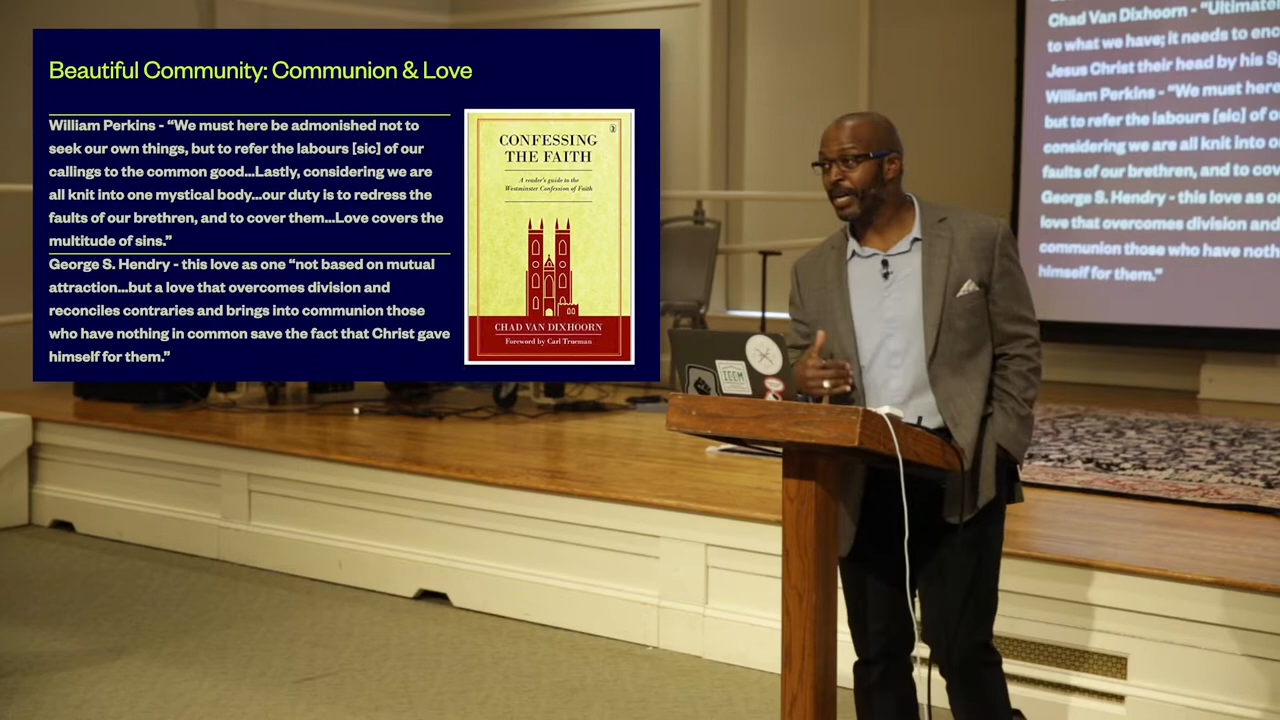 Beautiful Community: Communion & Love
William Perkins - “We must here be admonished not to
seek our own things, but to refer the labours [sic] of our
callings to the common good...Lastly, considering we are
all knit into one mystical body...our duty is to redress the
faults of our brethren, and to cover them...Love covers the
multitude of sins.”
George S. Hendry - this love as one “not based on mutual
attraction...but a love that overcomes division and
reconciles contraries and brings into communion those
who have nothing in common save the fact that Christ gave
himself for them.”
CONFESSING
THE FAITH
A reader's guide to the
Westminster Confession of Faith
CHAD VAN DIXHOORN
Foreword by Carl Trueman
Chad Van Dixhoorn - “Ultimatel
to what we have; it needs to enc
Jesus Christ their head by his Sp
William Perkins - “We must here
but to refer the labours [sic] of o
considering we are all knit into o
faults of our brethren, and to cov
George S. Hendry - this love as o
love that overcomes division and
communion those who have noth
himself for them.”